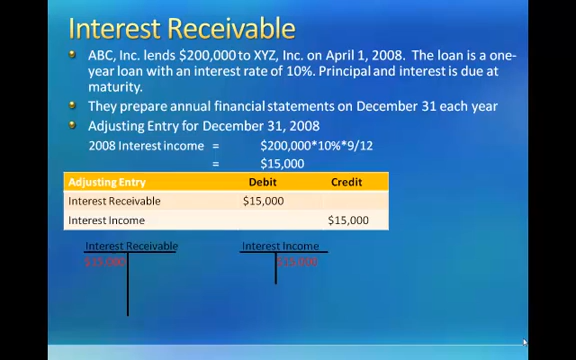 Interest Receivable
ABC, Inc. lends $200,000 to XYZ, Inc. on April 1, 2008. The loan is a one-
year loan with an interest rate of 10%. Principal and interest is due at
maturity.
They prepare annual financial statements on December 31 each year
Adjusting Entry for December 31, 2008
2008 Interest income = $200,000*10%*9/12
= $15,000
Adjusting Entry Debit Credit
Interest Receivable $15,000
Interest Income $15,000
Interest Receivable Interest Income
$15,000 $15,000